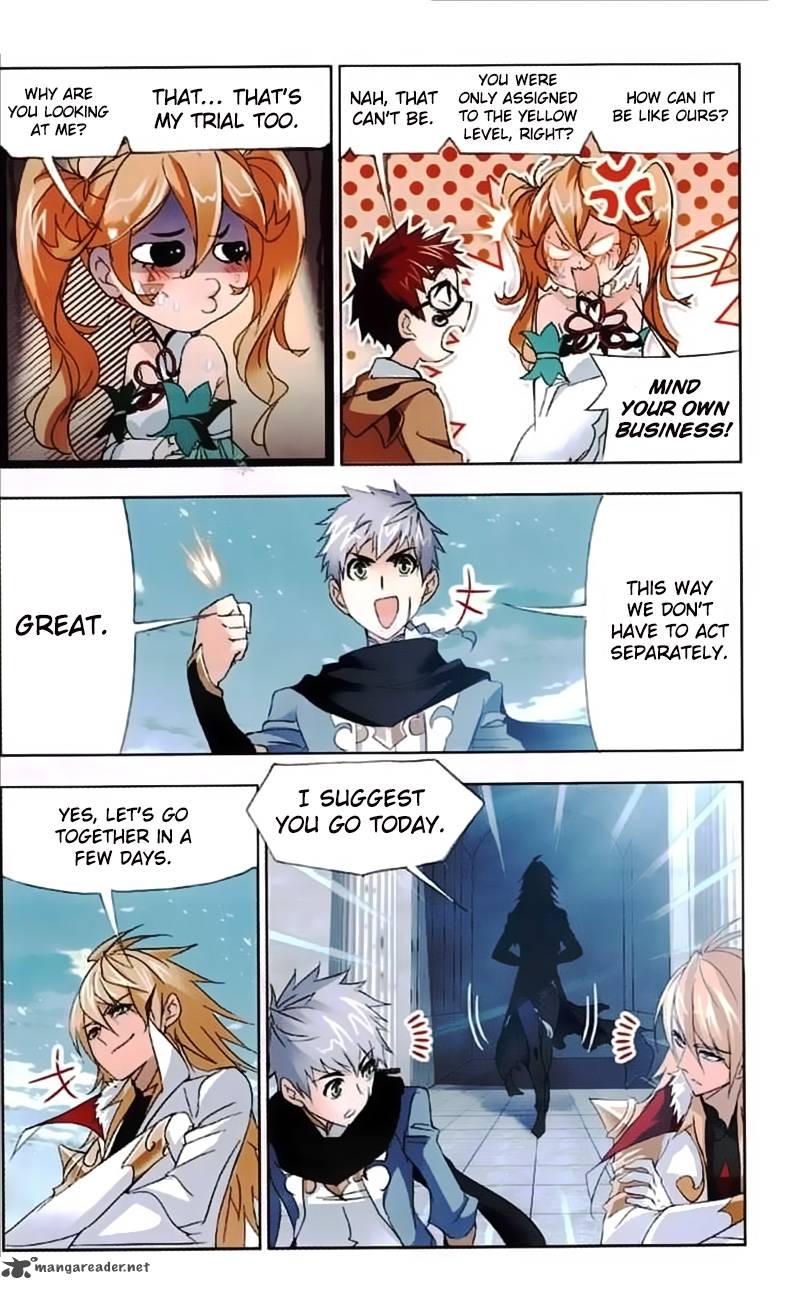 WHY ARE
YOU LOOKING
AT ME?
THAT... THAT'S
MY TRIAL TOO.
NAH, THAT
CAN'T BE.
YOU WERE
ONLY ASSIGNED
TO THE YELLOW
LEVEL, RIGHT?
HOW CAN IT
BE LIKE OURS?
MIND
YOUR OWN
BUSINESS!
GREAT.
THIS WAY
WE DON'T
HAVE TO ACT
SEPARATELY.
YES, LET'S GO
TOGETHER IN A
FEW DAYS.
I SUGGEST
YOU GO TODAY.
mangareader.net